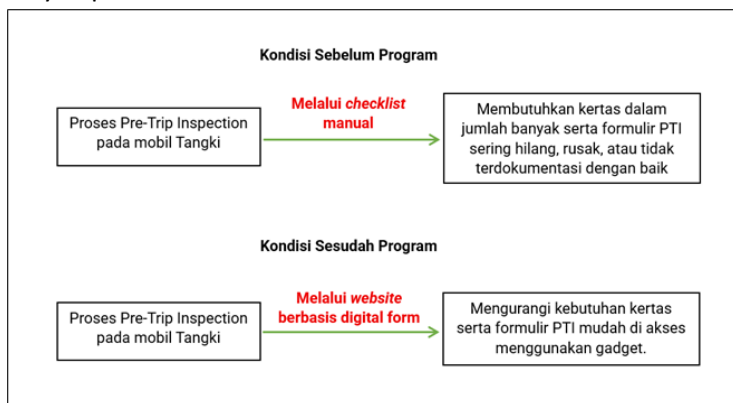 Kondisi Sebelum Program
Proses Pre-Trip Inspection
pada mobil Tangki
Melalui checklist
manual
Membutuhkan kertas dalam
jumlah banyak serta formulir PTI
sering hilang, rusak, atau tidak
terdokumentasi dengan baik
Kondisi Sesudah Program
Proses Pre-Trip Inspection
pada mobil Tangki
Melalui website
berbasis digital form
Mengurangi kebutuhan kertas
serta formulir PTI mudah di akses
menggunakan gadget.